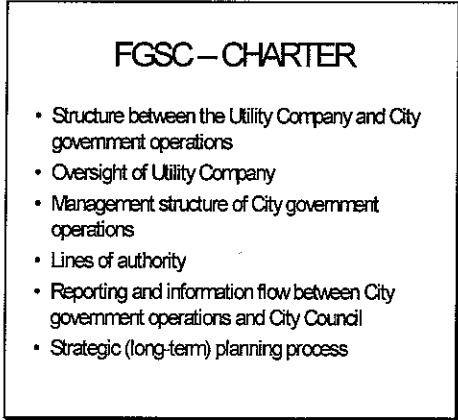 FGSC – CHARTER
• Structure between the Utility Company and City
government operations
• Oversight of Utility Company
• Management structure of City government
operations
• Lines of authority
• Reporting and information flow between City
government operations and City Council
• Strategic (long-term) planning process